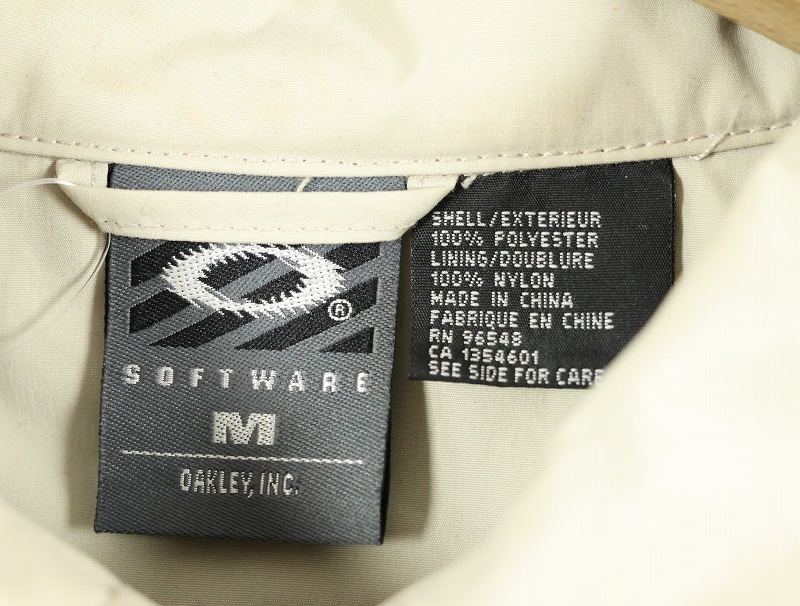 ®
SOFTWARE
M
OAKLEY, INC.
SHELL/EXTERIEUR
100% POLYESTER
LINING/DOUBLURE
100% NYLON
MADE IN CHINA
FABRIQUE EN CHINE
RN 96548
CA 1354601
SEE SIDE FOR CARE